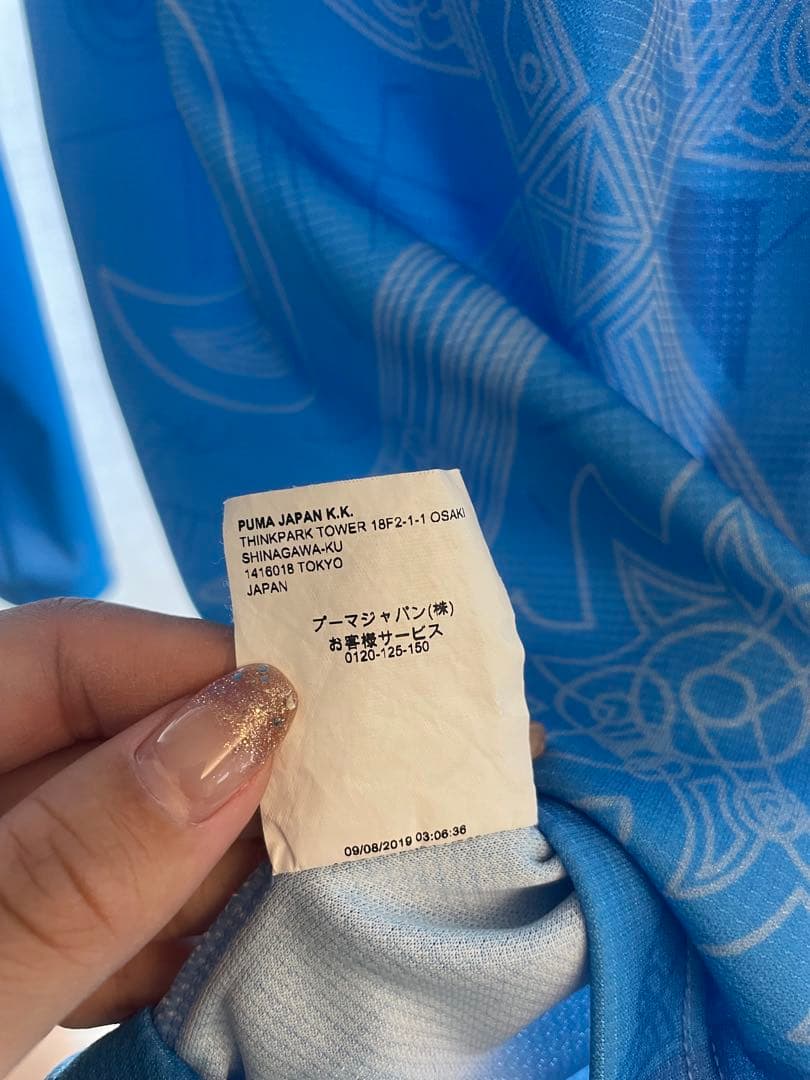 PUMA JAPAN K.K.
THINKPARK TOWER 18F2-1-1 OSAKI
SHINAGAWA-KU
1416018 TOKYO
JAPAN
プーマジャパン(株)
お客様サービス
0120-125-150
09/08/2019 03:06:36